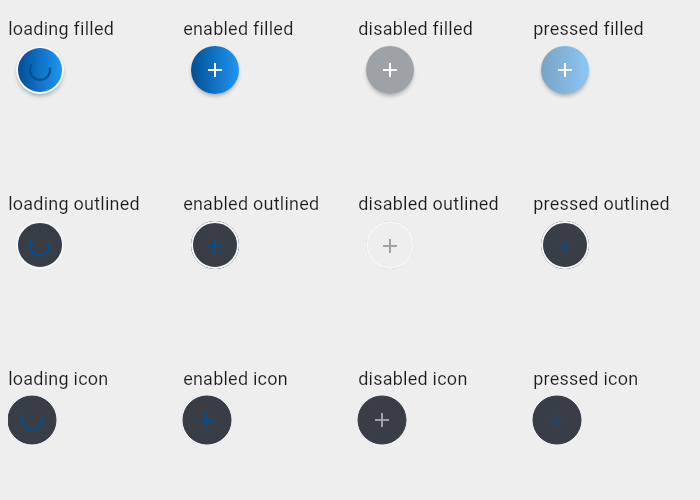 loading filled
enabled filled
disabled filled
pressed filled
loading outlined
enabled outlined
disabled outlined
pressed outlined
loading icon
enabled icon
disabled icon
pressed icon